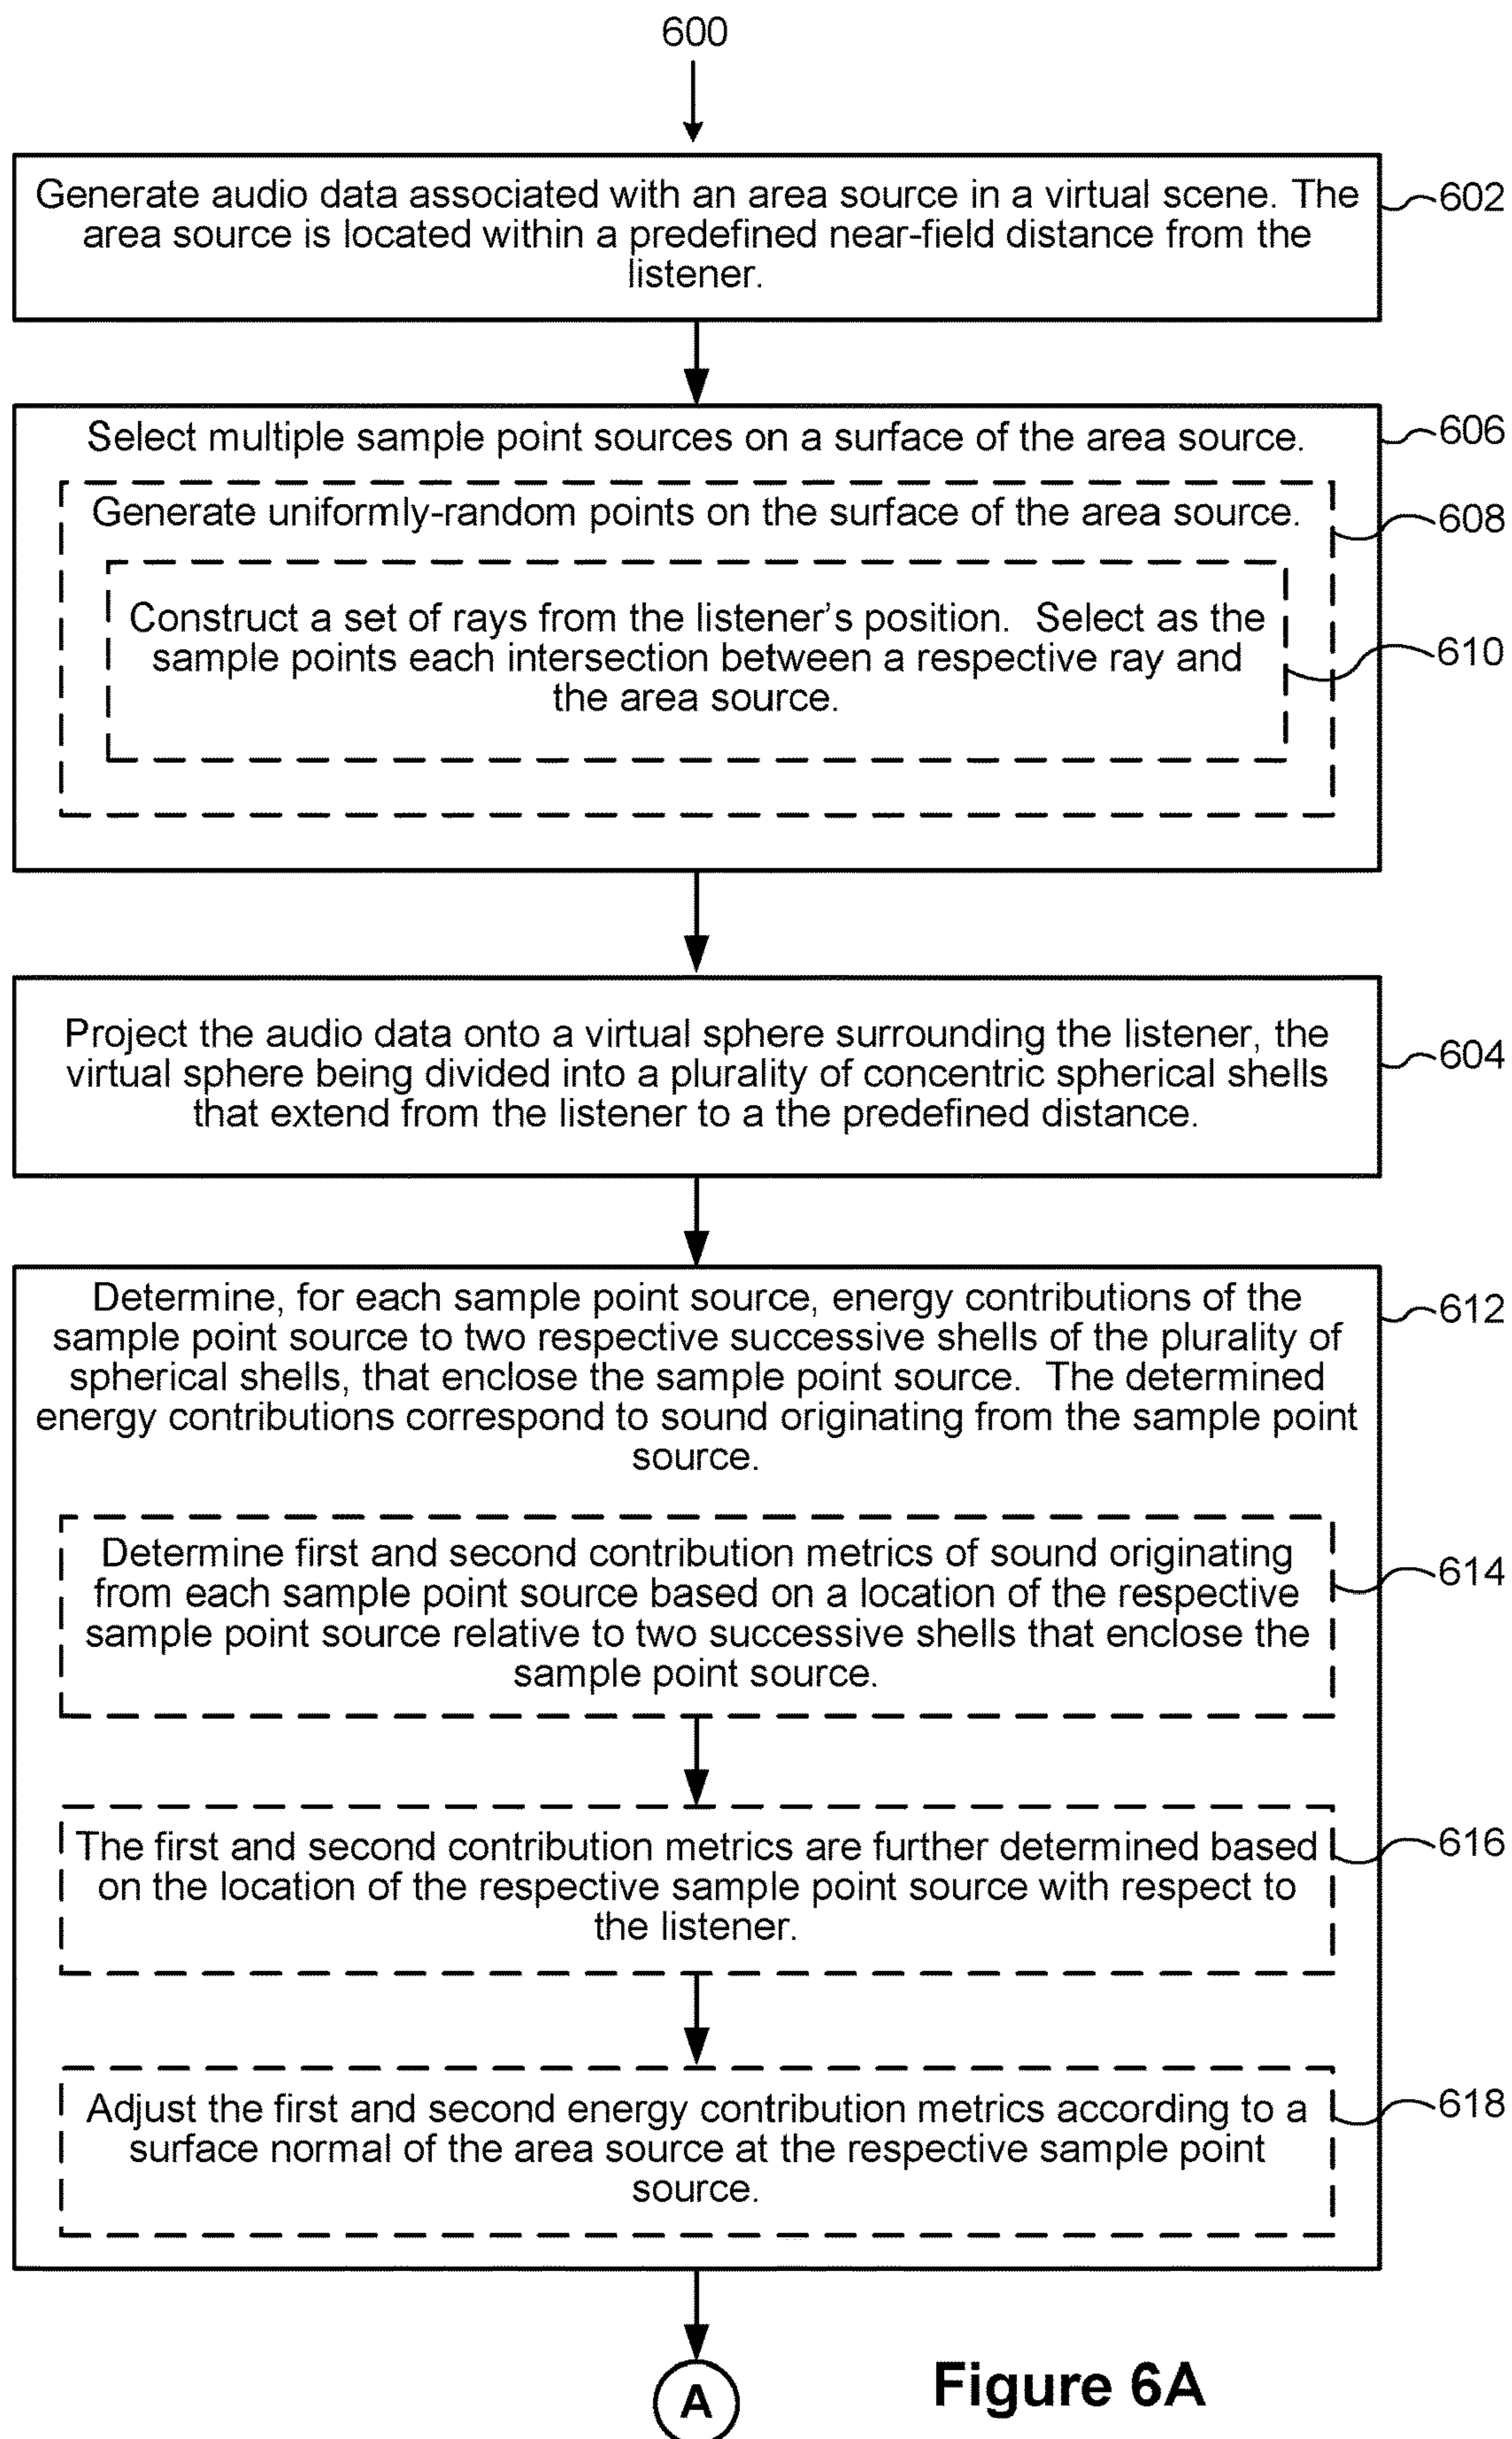 600
Generate audio data associated with an area source in a virtual scene. The
area source is located within a predefined near-field distance from the
listener.
602
Select multiple sample point sources on a surface of the area source.
606
Generate uniformly-random points on the surface of the area source.
608
Construct a set of rays from the listener's position. Select as the
sample points each intersection between a respective ray and
the area source.
610
Project the audio data onto a virtual sphere surrounding the listener, the
virtual sphere being divided into a plurality of concentric spherical shells
that extend from the listener to a the predefined distance.
604
Determine, for each sample point source, energy contributions of the
sample point source to two respective successive shells of the plurality of
spherical shells, that enclose the sample point source. The determined
energy contributions correspond to sound originating from the sample point
source.
612
Determine first and second contribution metrics of sound originating
from each sample point source based on a location of the respective
sample point source relative to two successive shells that enclose the
sample point source.
614
The first and second contribution metrics are further determined based
on the location of the respective sample point source with respect to
the listener.
616
Adjust the first and second energy contribution metrics according to a
surface normal of the area source at the respective sample point
source.
618
A
Figure 6A